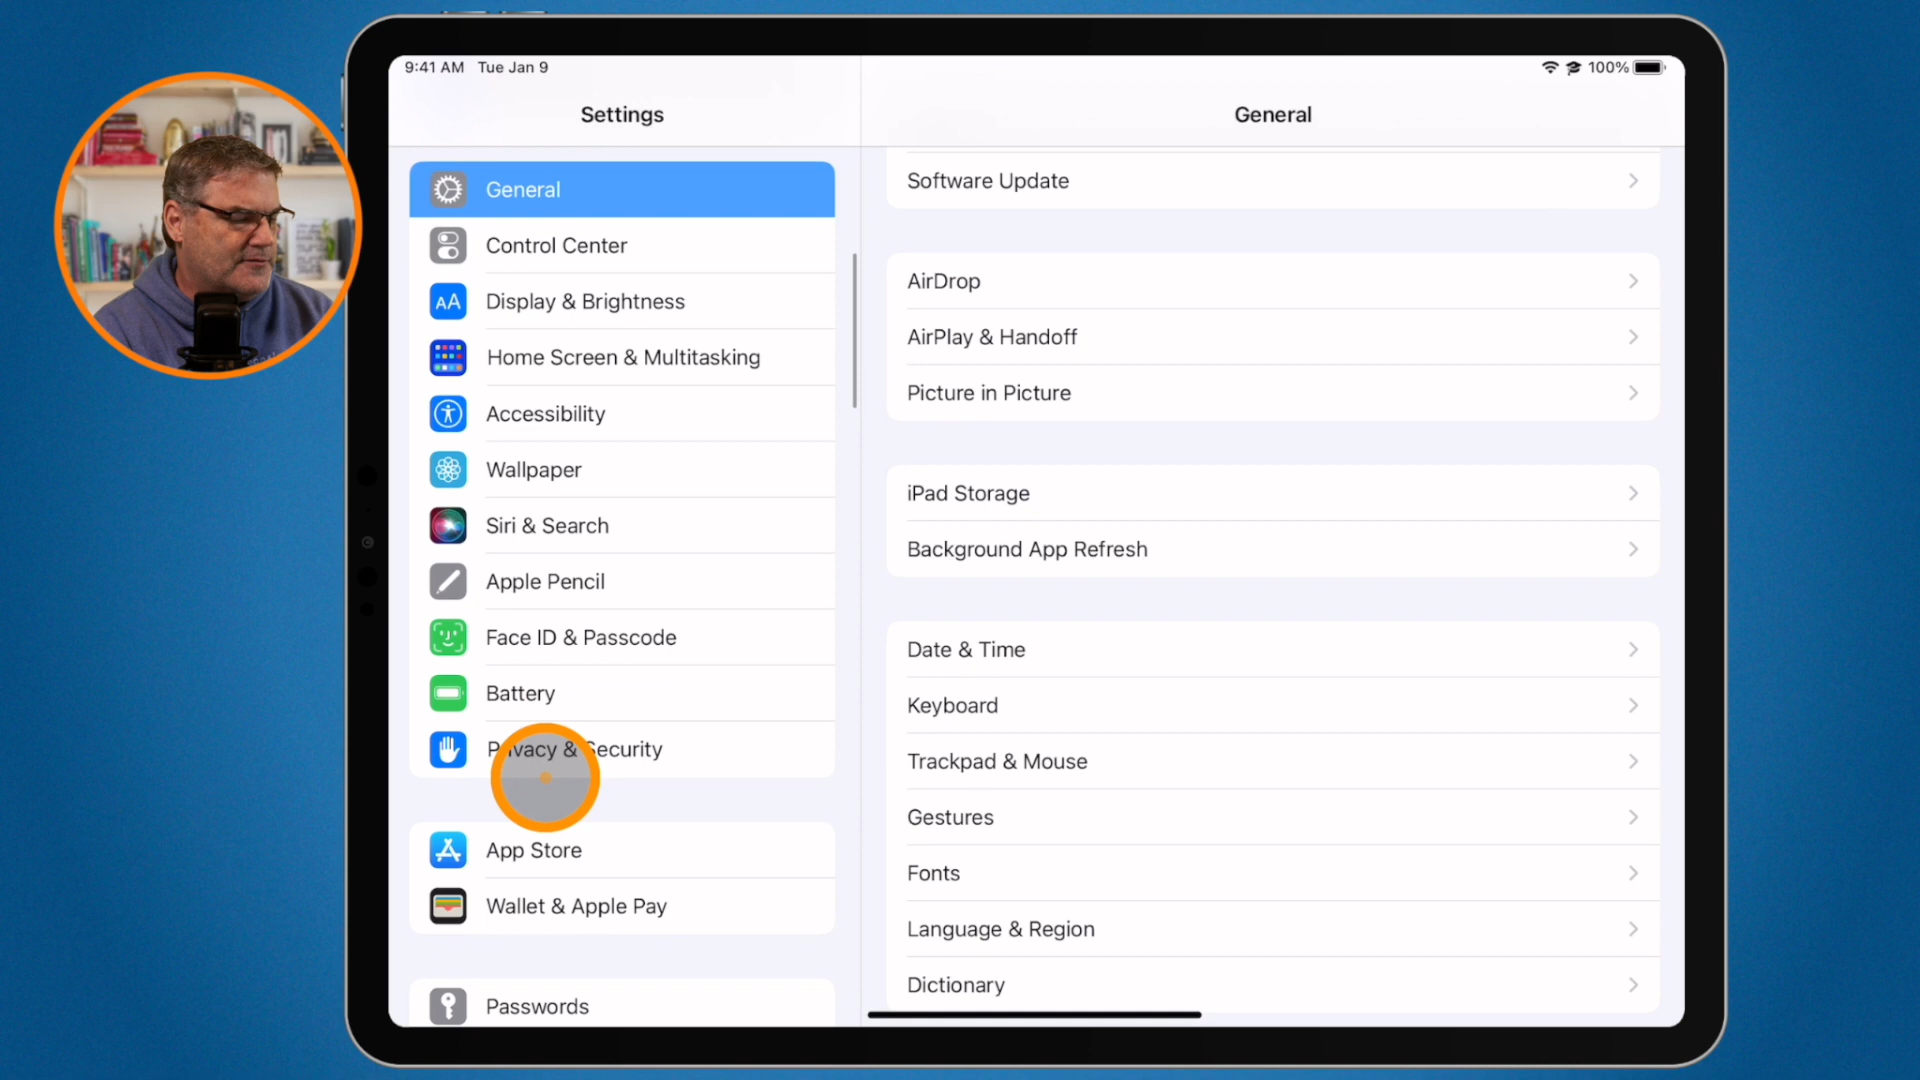 9:41 AM Tue Jan 9
100%
Settings
General
General
Control Center
Display & Brightness
Home Screen & Multitasking
Accessibility
Wallpaper
Siri & Search
Apple Pencil
Face ID & Passcode
Battery
Privacy & Security
App Store
Wallet & Apple Pay
Passwords
Software Update
AirDrop
AirPlay & Handoff
Picture in Picture
iPad Storage
Background App Refresh
Date & Time
Keyboard
Trackpad & Mouse
Gestures
Fonts
Language & Region
Dictionary